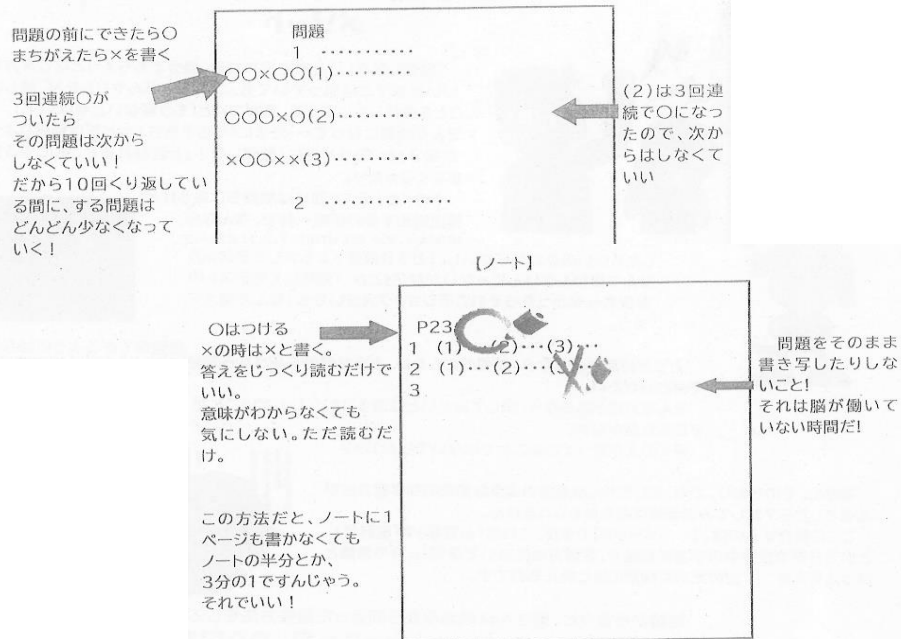 問題の前にできたら〇
まちがえたら×を書く
3回連続〇が
ついたら
その問題は次から
しなくていい！
だから10回くり返してい
る間に、する問題は
どんどん少なくなって
いく！
問題
1 ‥‥‥‥‥‥
〇〇×〇〇(1)‥‥‥‥‥
〇〇〇×〇(2)‥‥‥‥‥
×〇〇××(3)‥‥‥‥‥
2 ‥‥‥‥‥‥‥‥
(2)は3回連
続で〇になっ
たので、次か
らはしなくて
いい
【ノート】
〇はつける
×の時は×と書く。
答えをじっくり読むだけで
いい。
意味がわからなくても
気にしない。ただ読むだ
け。
この方法だと、ノートに1
ページも書かなくても
ノートの半分とか、
3分の1ですんじゃう。
それでいい！
P23
1 (1)…(2)…(3)…
2 (1)…(2)…(3)…
3
問題をそのまま
書き写したりしな
いこと！
それは脳が働いて
いない時間だ！